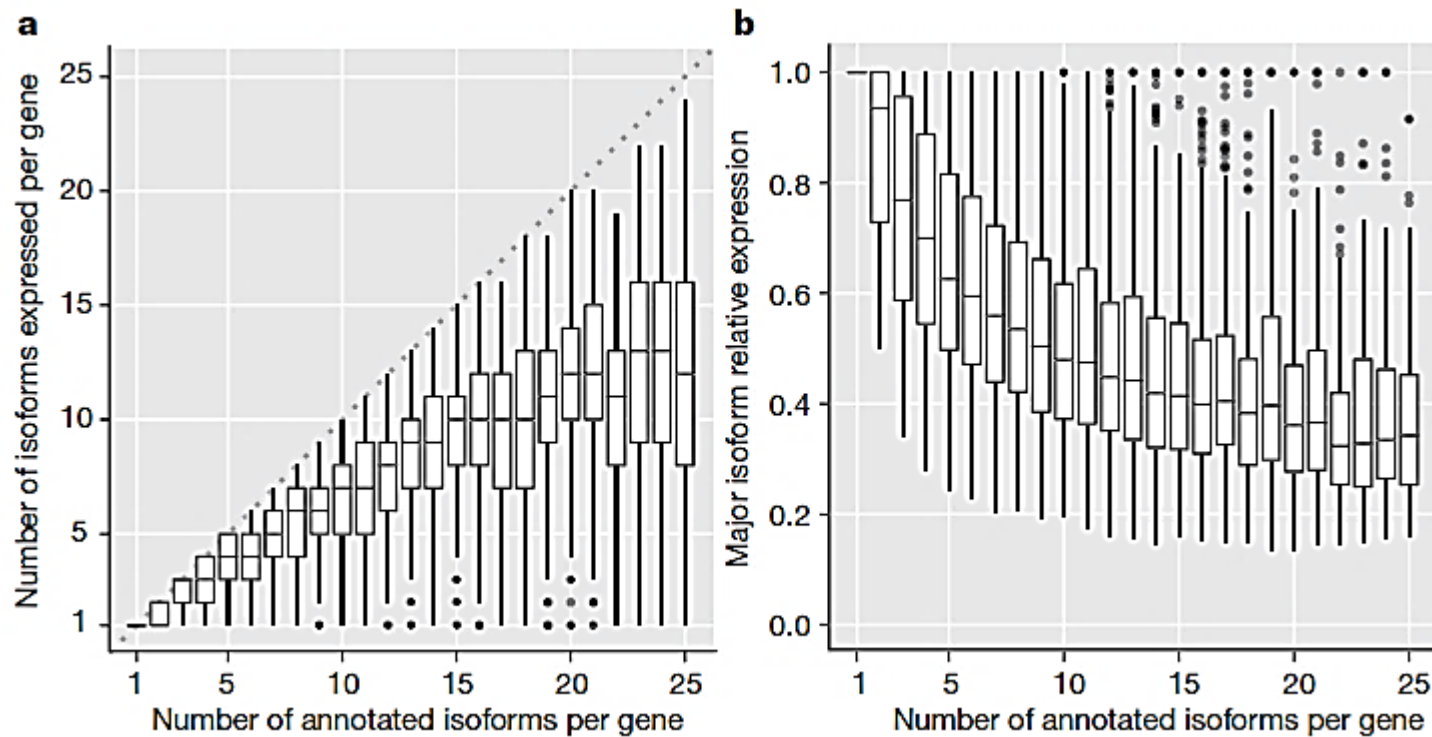 a
Number of isoforms expressed per gene
25
20
15
10
5
1
1 5 10 15 20 25
Number of annotated isoforms per gene
b
Major isoform relative expression
1.0
0.8
0.6
0.4
0.2
0.0
1 5 10 15 20 25
Number of annotated isoforms per gene